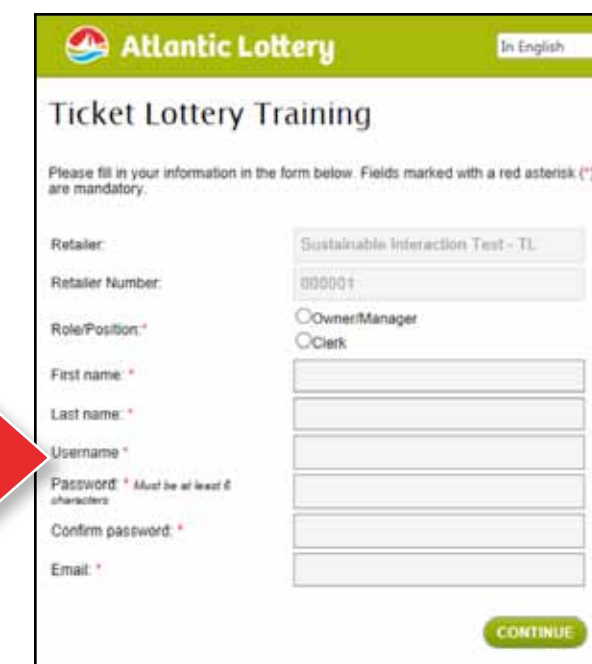 Atlantic Lottery
In English
Ticket Lottery Training
Please fill in your information in the form below. Fields marked with a red asterisk (*)
are mandatory.
Retailer: Sustainable Interaction Test - TL
Retailer Number: 000001
Role/Position:* Owner/Manager
Clerk
First name: *
Last name: *
Username *
Password: * Must be at least 6
characters
Confirm password: *
Email: *
CONTINUE